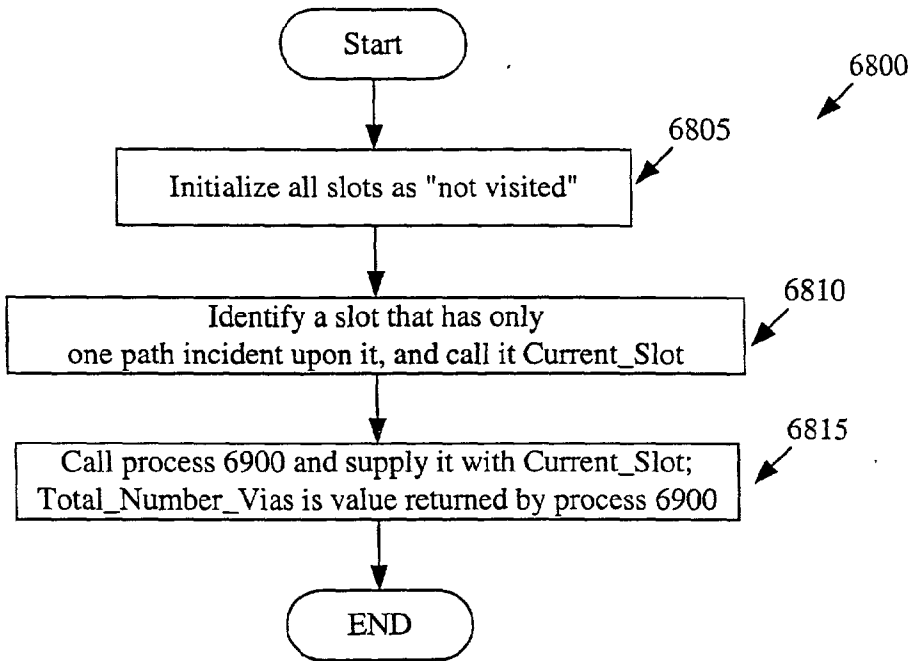 Start
6800
6805
Initialize all slots as "not visited"
6810
Identify a slot that has only
one path incident upon it, and call it Current_Slot
6815
Call process 6900 and supply it with Current_Slot;
Total_Number_Vias is value returned by process 6900
END